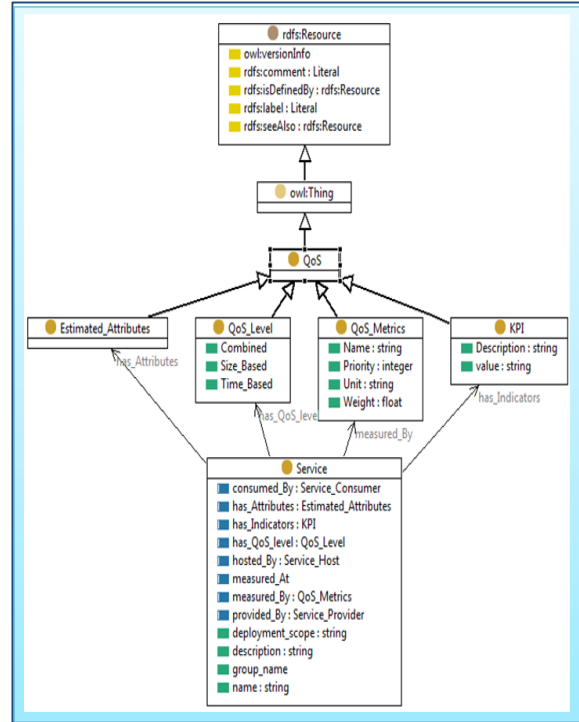 rdfs:Resource
owl:versionInfo
rdfs:comment : Literal
rdfs:isDefinedBy : rdfs:Resource
rdfs:label : Literal
rdfs:seeAlso : rdfs:Resource
owl:Thing
QoS
Estimated_Attributes
QoS_Level
Combined
Size_Based
Time_Based
QoS_Metrics
Name : string
Priority : integer
Unit : string
Weight : float
KPI
Description : string
value : string
has_Attributes
has_QoS_level
measured_By
has_Indicators
Service
consumed_By : Service_Consumer
has_Attributes : Estimated_Attributes
has_Indicators : KPI
has_QoS_level : QoS_Level
hosted_By : Service_Host
measured_At
measured_By : QoS_Metrics
provided_By : Service_Provider
deployment_scope : string
description : string
group_name
name : string